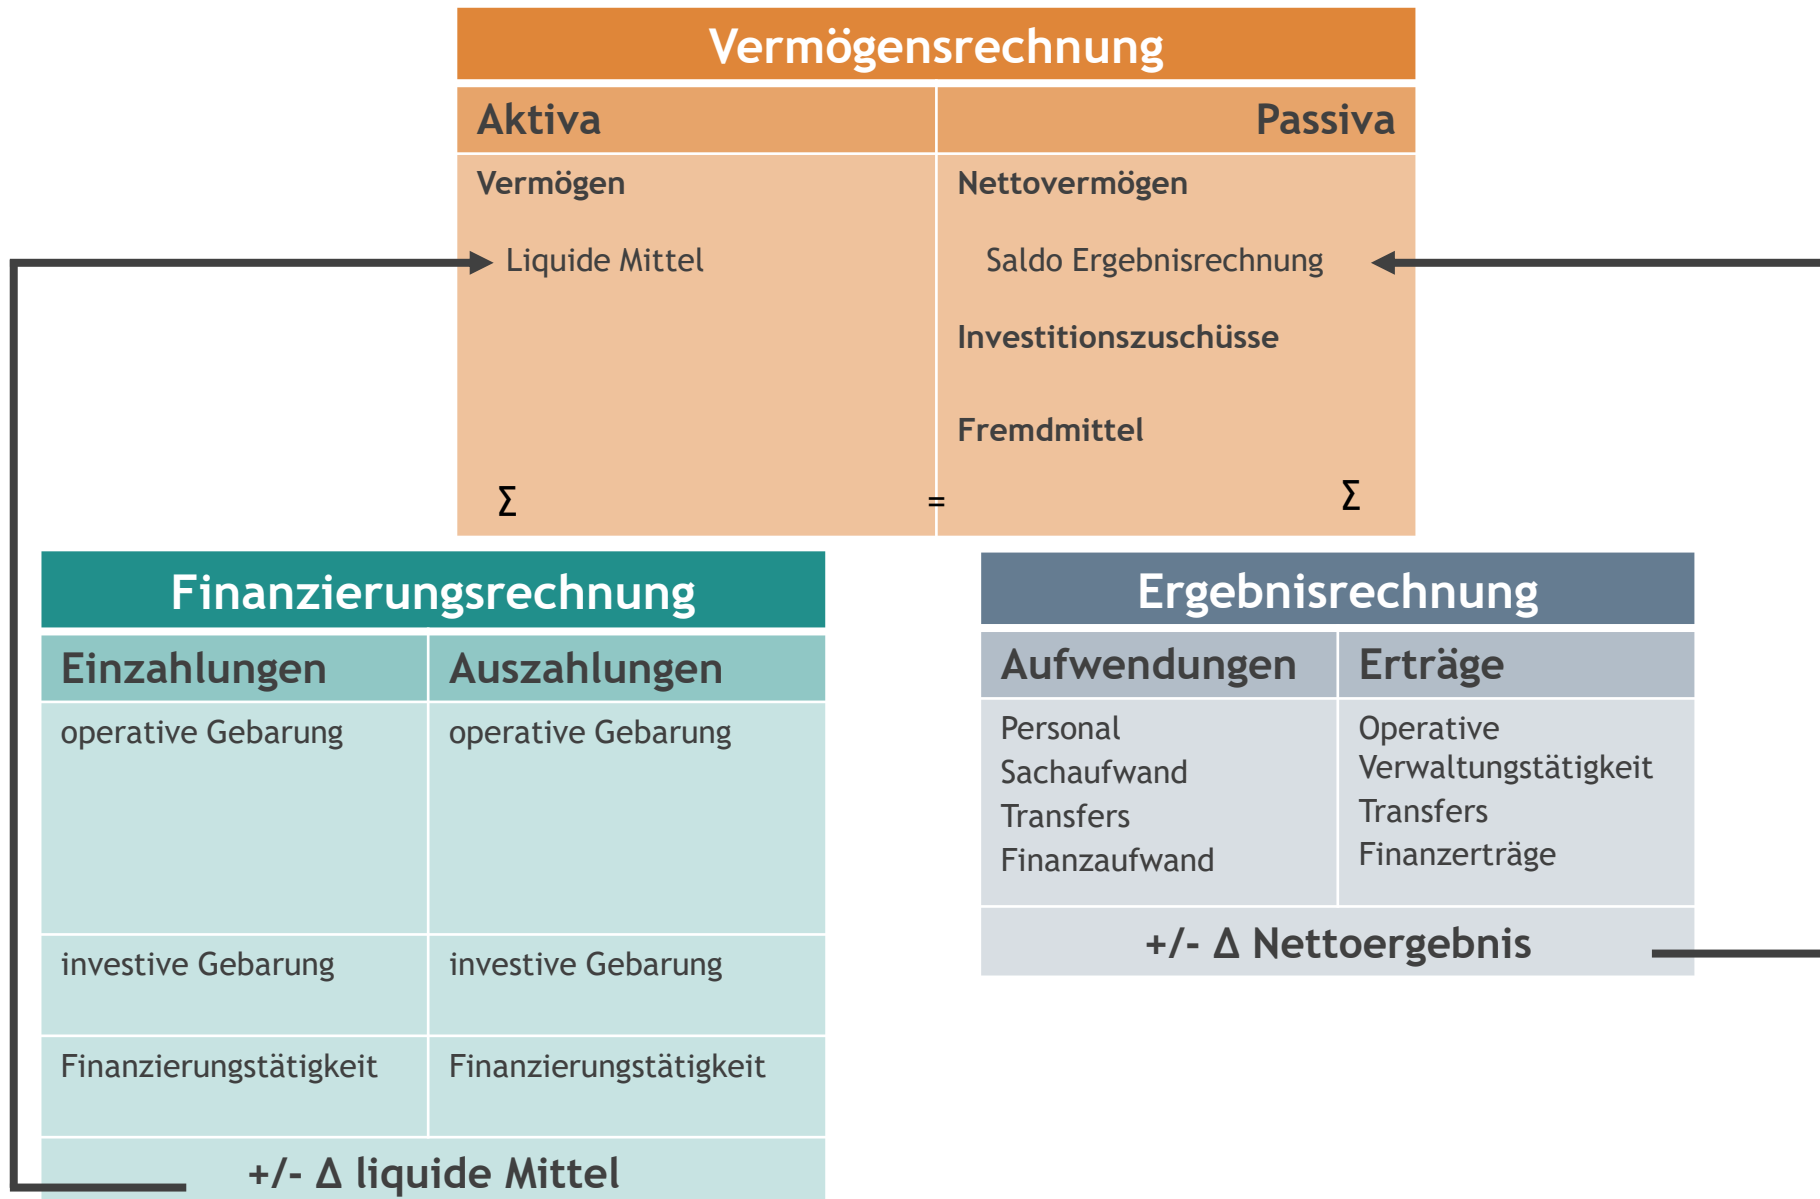 Vermögensrechnung
Aktiva
Passiva
Vermögen
Nettovermögen
Liquide Mittel
Saldo Ergebnisrechnung
Investitionszuschüsse
Fremdmittel
Σ
=
Σ
Finanzierungsrechnung
Einzahlungen
Auszahlungen
operative Gebarung
operative Gebarung
investive Gebarung
investive Gebarung
Finanzierungstätigkeit
Finanzierungstätigkeit
+/- Δ liquide Mittel
Ergebnisrechnung
Aufwendungen
Erträge
Personal
Sachaufwand
Transfers
Finanzaufwand
Operative
Verwaltungstätigkeit
Transfers
Finanzerträge
+/- Δ Nettoergebnis